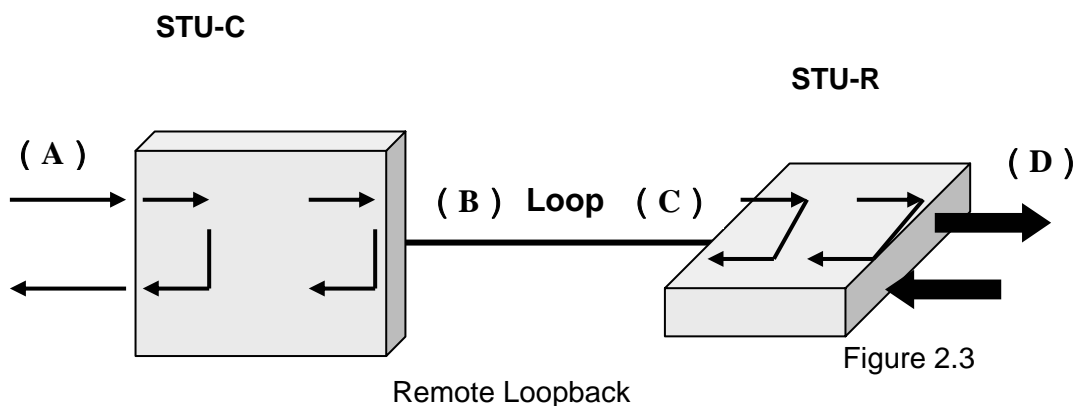 STU-C
STU-R
( A )
( B ) Loop ( C )
( D )
Figure 2.3
Remote Loopback